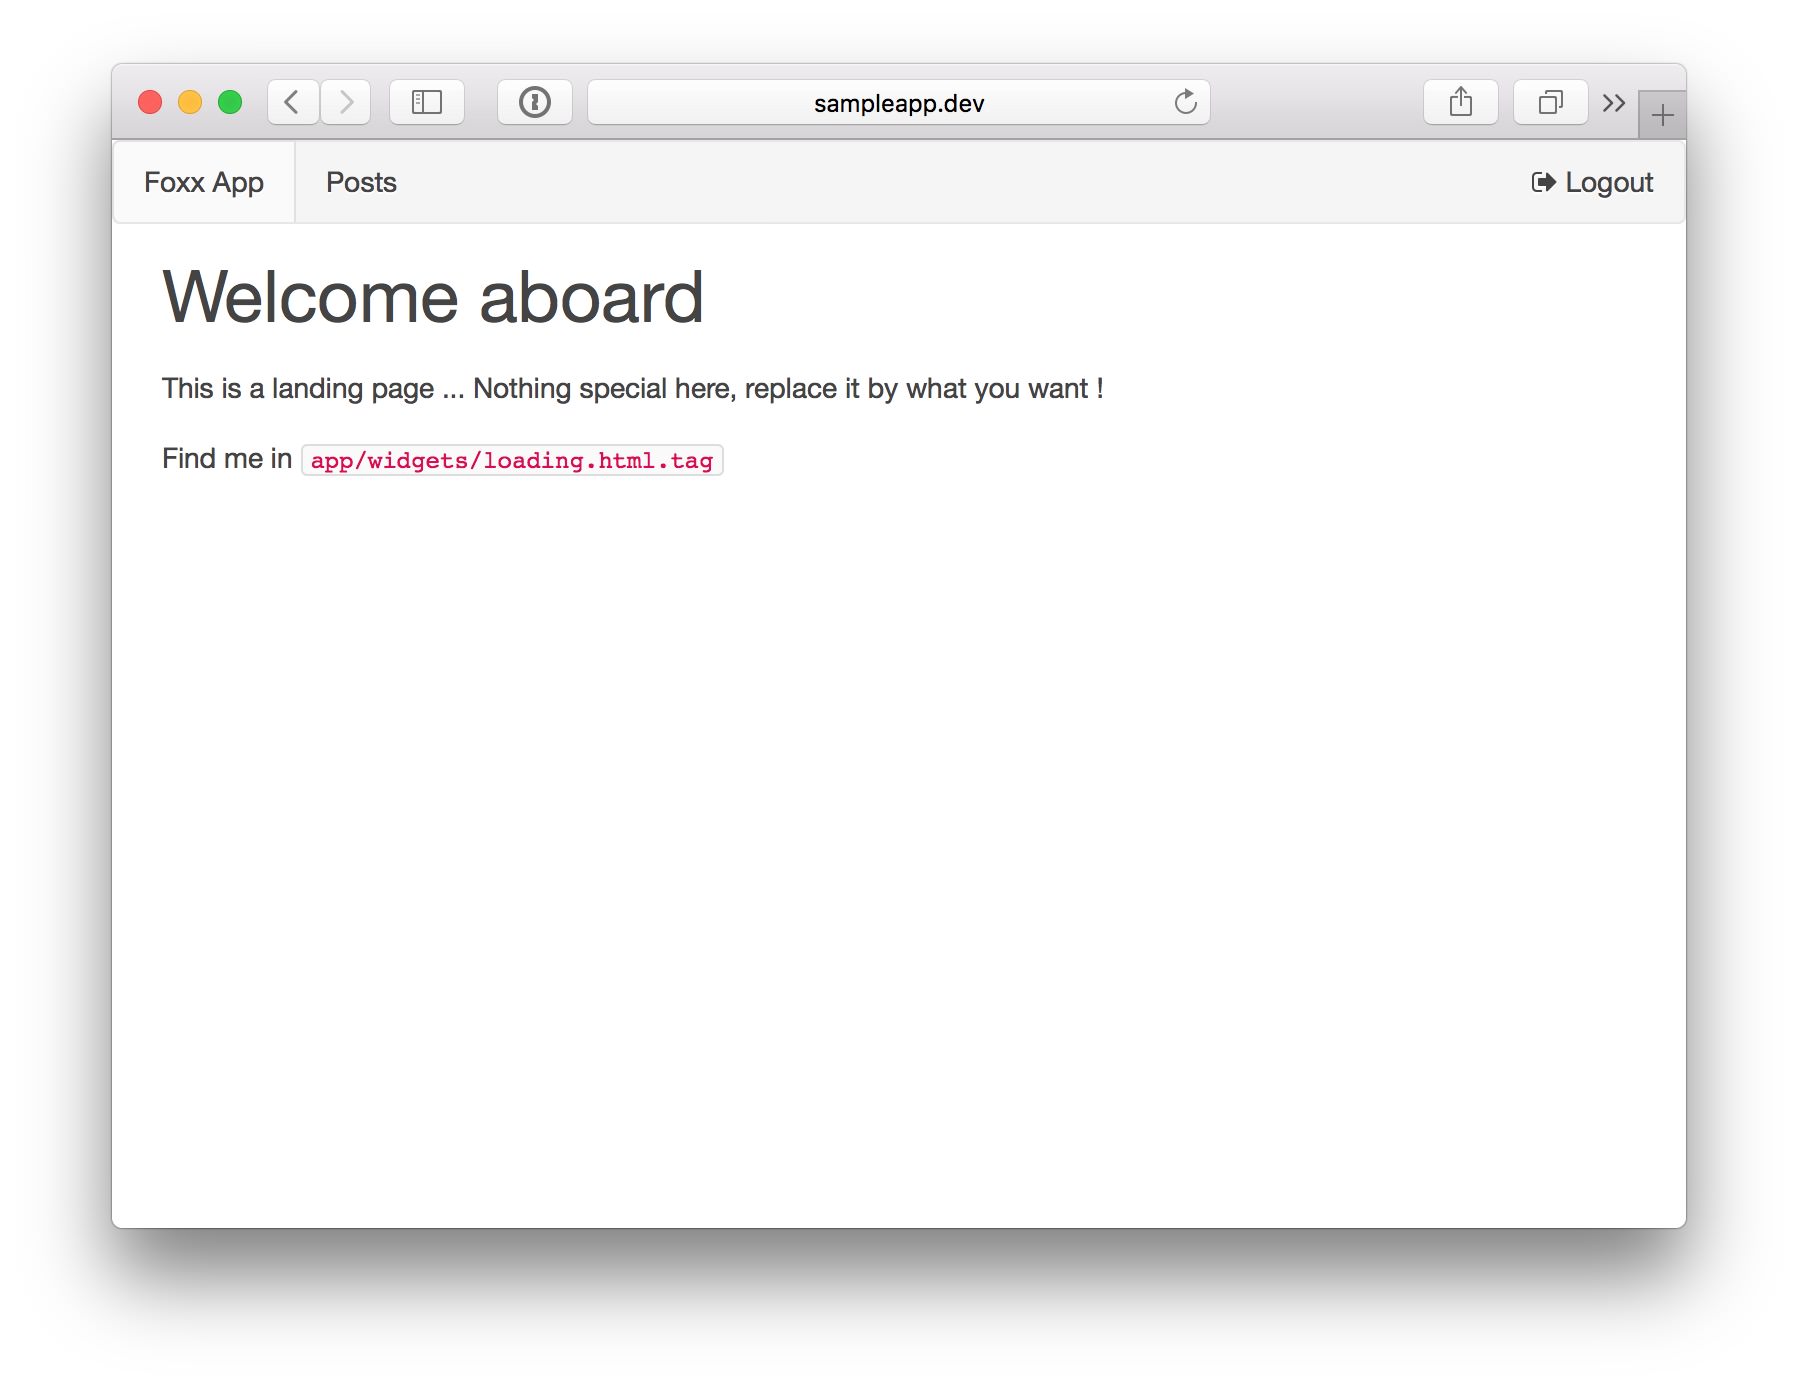 sampleapp.dev
Foxx App Posts Logout
Welcome aboard
This is a landing page ... Nothing special here, replace it by what you want !
Find me in app/widgets/loading.html.tag